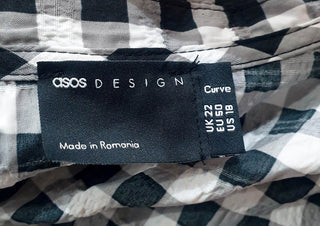 asos DESIGN
Made in Romania
Curve
UK 22
EU 50
US 18